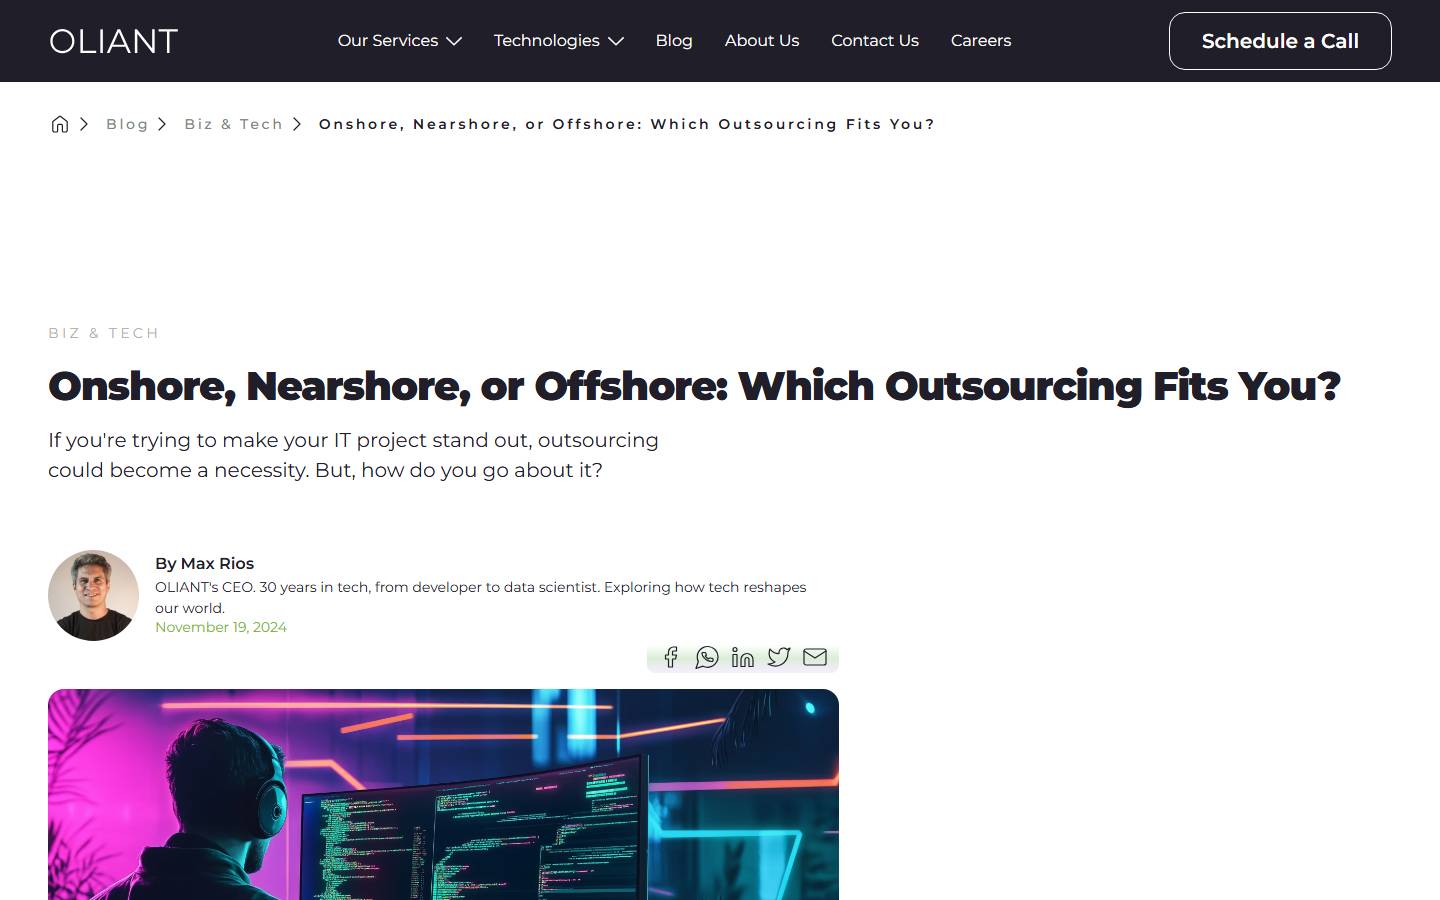 OLIANT
Our Services
Technologies
Blog
About Us
Contact Us
Careers
Schedule a Call
Blog
Biz & Tech
Onshore, Nearshore, or Offshore: Which Outsourcing Fits You?
BIZ & TECH
Onshore, Nearshore, or Offshore: Which Outsourcing Fits You?
If you're trying to make your IT project stand out, outsourcing
could become a necessity. But, how do you go about it?
By Max Rios
OLIANT's CEO. 30 years in tech, from developer to data scientist. Exploring how tech reshapes
our world.
November 19, 2024